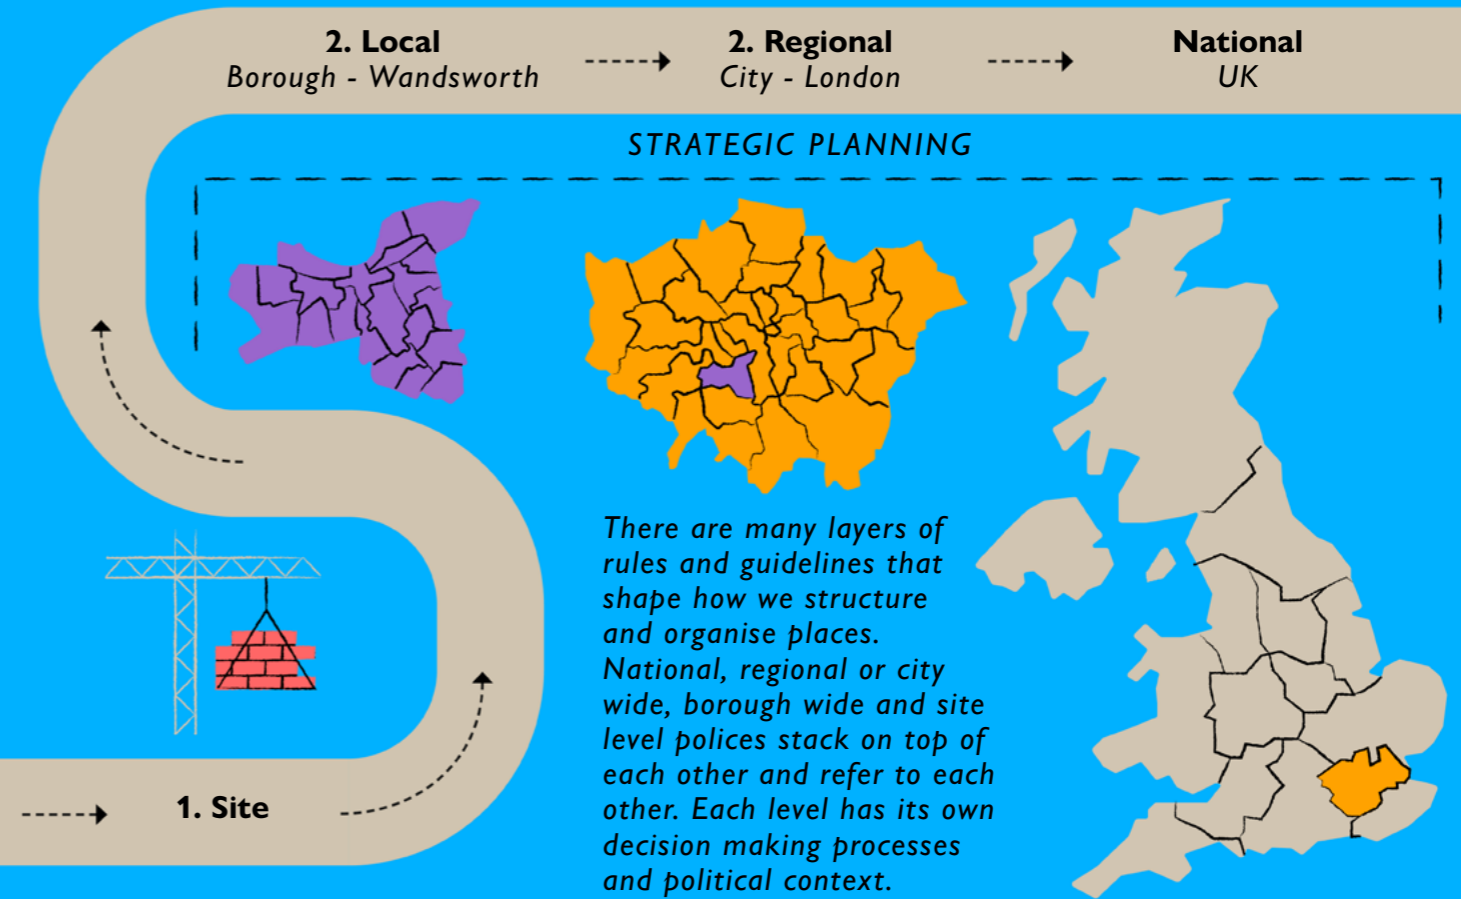 2. Local
Borough - Wandsworth
2. Regional
City - London
National
UK
STRATEGIC PLANNING
There are many layers of
rules and guidelines that
shape how we structure
and organise places.
National, regional or city
wide, borough wide and site
level polices stack on top of
each other and refer to each
other. Each level has its own
decision making processes
and political context.
1. Site